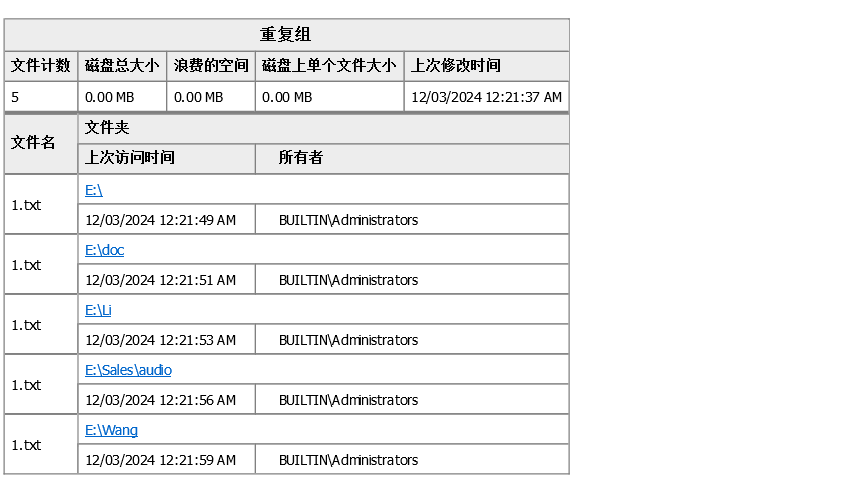 重复组
文件计数 磁盘总大小 浪费的空间 磁盘上单个文件大小 上次修改时间
5 0.00 MB 0.00 MB 0.00 MB 12/03/2024 12:21:37 AM
文件名 文件夹
上次访问时间 所有者
1.txt E:\
12/03/2024 12:21:49 AM BUILTIN\Administrators
1.txt E:\doc
12/03/2024 12:21:51 AM BUILTIN\Administrators
1.txt E:\Li
12/03/2024 12:21:53 AM BUILTIN\Administrators
1.txt E:\Sales\audio
12/03/2024 12:21:56 AM BUILTIN\Administrators
1.txt E:\Wang
12/03/2024 12:21:59 AM BUILTIN\Administrators